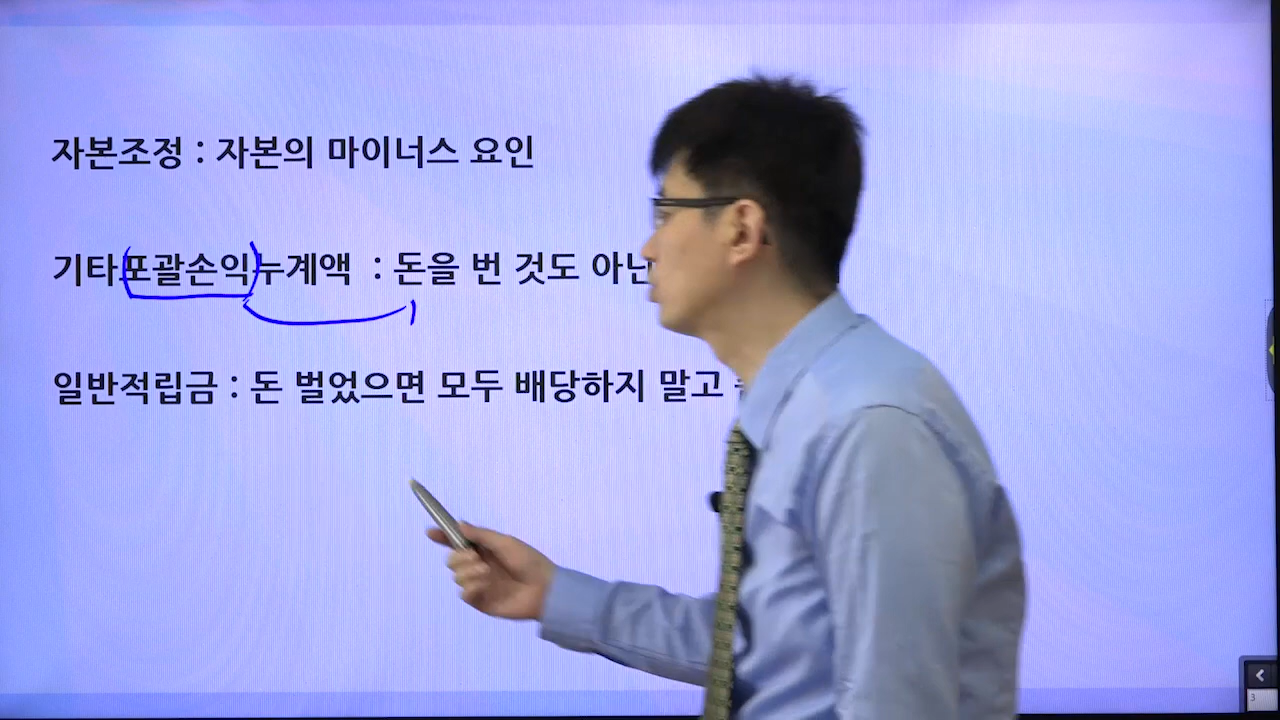 자본조정 : 자본의 마이너스 요인
기타포괄손익누계액 : 돈을 번 것도 아닌
일반적립금 : 돈 벌었으면 모두 배당하지 말고
3